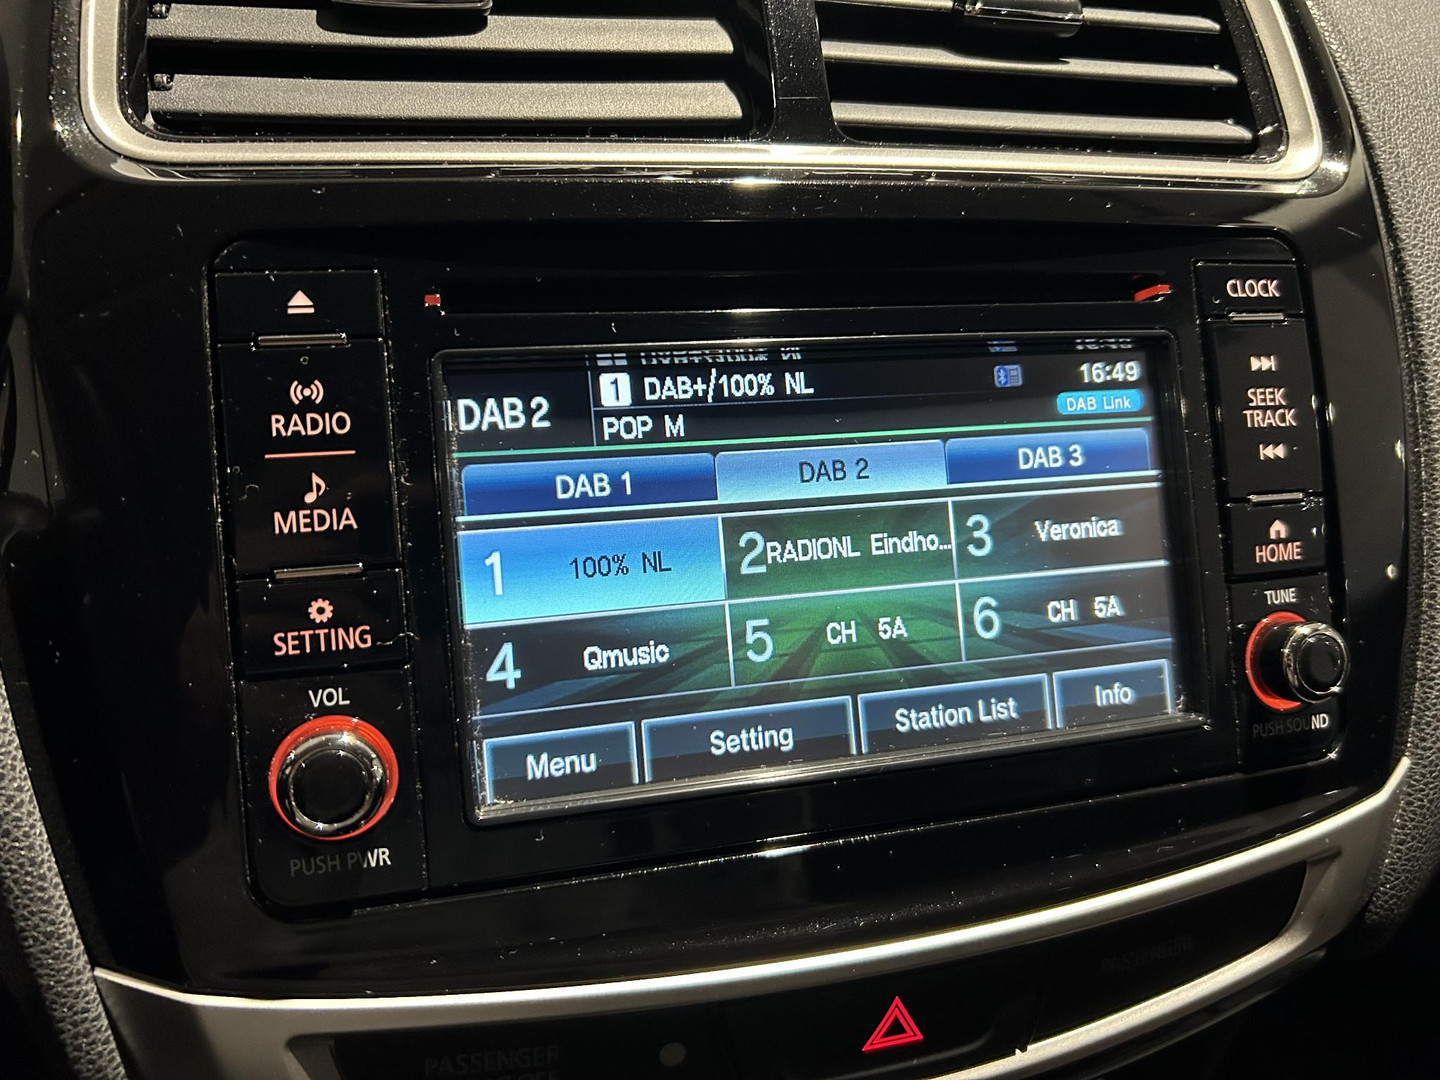 CLOCK
RADIO
MEDIA
SETTING
VOL
PUSH PWR
DAB2
1 DAB+/100% NL
16:49
POP M
DAB Link
DAB 1
DAB 2
DAB 3
1 100% NL
2 RADIONL Eindho...
3 Veronica
4 Qmusic
5 CH 5A
6 CH 5A
Menu
Setting
Station List
Info
SEEK
TRACK
HOME
TUNE
PUSH SOUND
PASSENGER